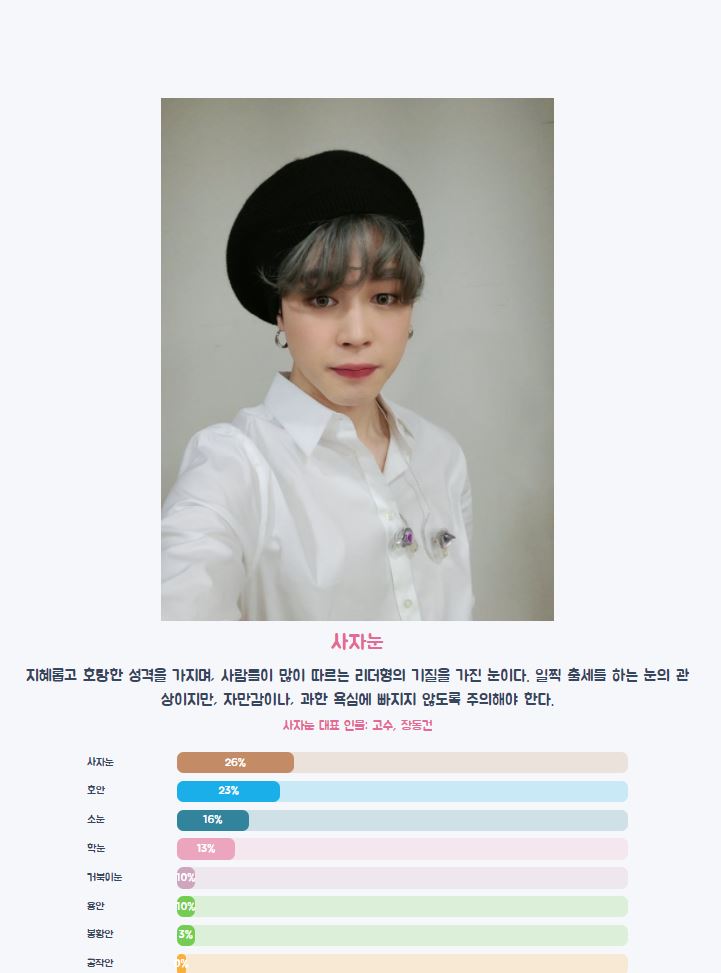 사자눈
지혜롭고 호탕한 성격을 가지며, 사람들이 많이 따르는 리더형의 기질을 가진 눈이다. 일찍 출세를 하는 눈의 관
상이지만, 자만감이나, 과한 욕심에 빠지지 않도록 주의해야 한다.
사자눈 대표 인물: 고수, 장동건
사자눈 26%
호안 23%
소눈 16%
학눈 13%
거북이눈 10%
용안 10%
봉황안 3%
공작안